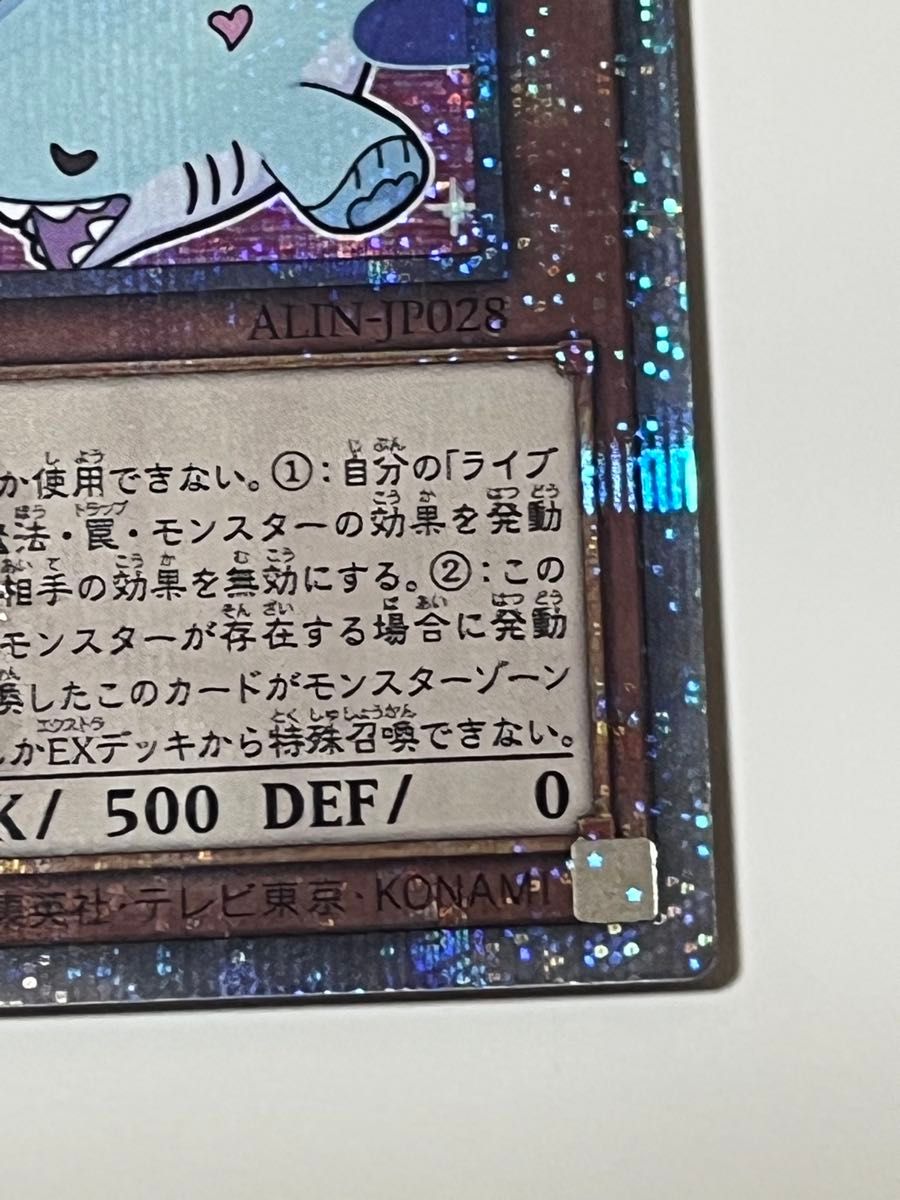 ALIN-JP028
か使用できない。①:自分の「ライブ
法・罠・モンスターの効果を発動
相手の効果を無効にする。②:この
モンスターが存在する場合に発動
喚したこのカードがモンスターゾーン
かEXデッキから特殊召喚できない。
K/ 500 DEF/ 0
集英社・テレビ東京・KONAMI